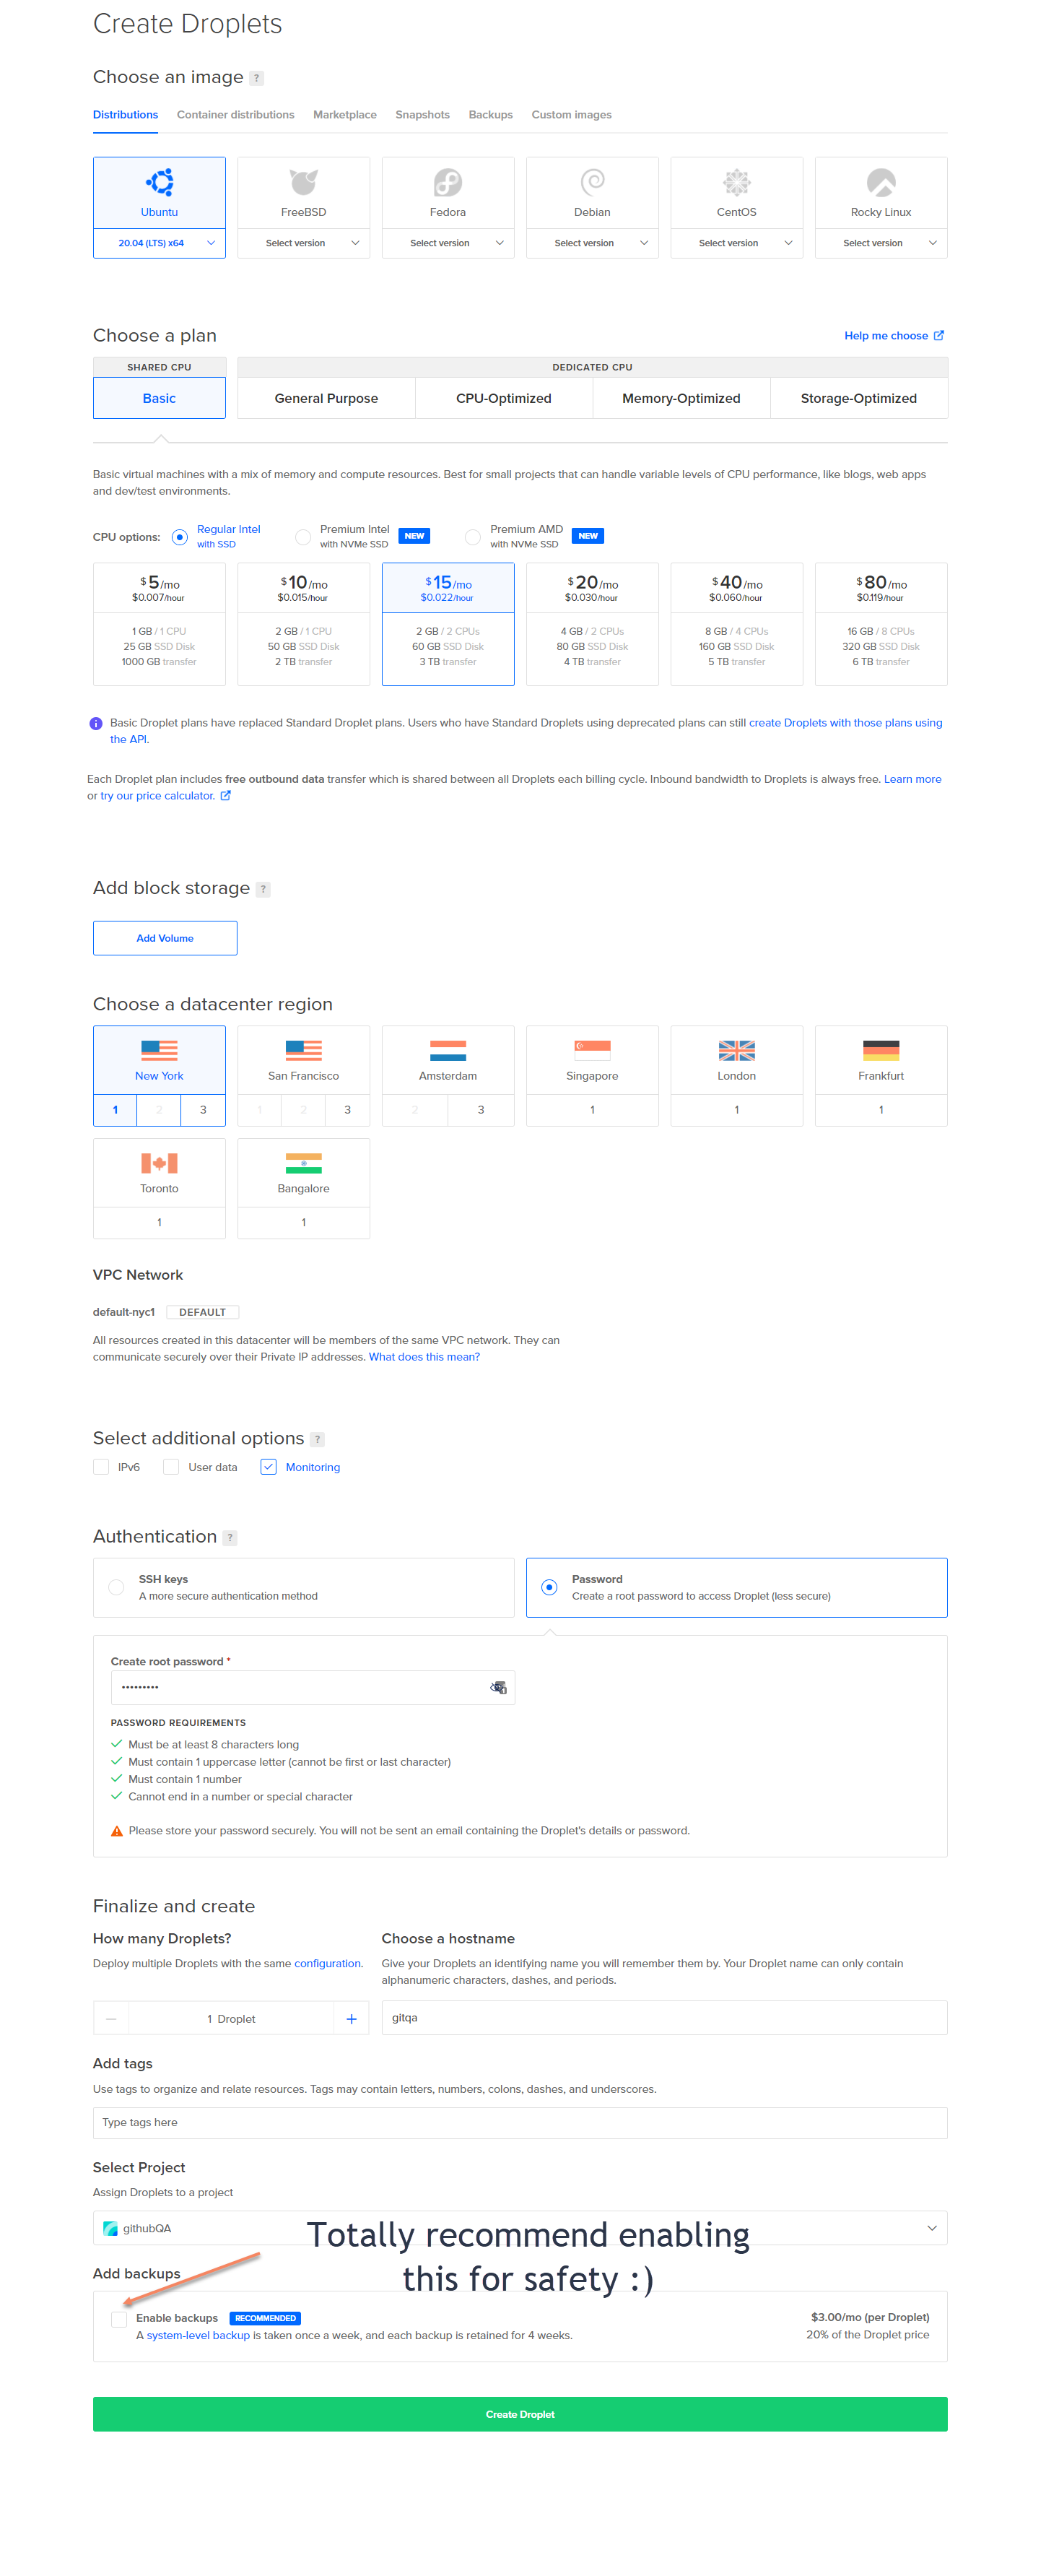 Create Droplets
Choose an image ?
Distributions Container distributions Marketplace Snapshots Backups Custom images
Ubuntu FreeBSD Fedora Debian CentOS Rocky Linux
20.04 (LTS) x64 Select version Select version Select version Select version Select version
Choose a plan Help me choose
SHARED CPU DEDICATED CPU
Basic General Purpose CPU-Optimized Memory-Optimized Storage-Optimized
Basic virtual machines with a mix of memory and compute resources. Best for small projects that can handle variable levels of CPU performance, like blogs, web apps
and dev/test environments.
CPU options: Regular Intel with SSD Premium Intel with NVMe SSD NEW Premium AMD with NVMe SSD NEW
$5/mo $10/mo $15/mo $20/mo $40/mo $80/mo
$0.007/hour $0.015/hour $0.022/hour $0.030/hour $0.060/hour $0.119/hour
1 GB / 1 CPU 2 GB / 1 CPU 2 GB / 2 CPUs 4 GB / 2 CPUs 8 GB / 4 CPUs 16 GB / 8 CPUs
25 GB SSD Disk 50 GB SSD Disk 60 GB SSD Disk 80 GB SSD Disk 160 GB SSD Disk 320 GB SSD Disk
1000 GB transfer 2 TB transfer 3 TB transfer 4 TB transfer 5 TB transfer 6 TB transfer
Basic Droplet plans have replaced Standard Droplet plans. Users who have Standard Droplets using deprecated plans can still create Droplets with those plans using
the API.
Each Droplet plan includes free outbound data transfer which is shared between all Droplets each billing cycle. Inbound bandwidth to Droplets is always free. Learn more
or try our price calculator.
Add block storage ?
Add Volume
Choose a datacenter region
New York San Francisco Amsterdam Singapore London Frankfurt
1 2 3 1 2 3 2 3 1 1 1
Toronto Bangalore
1 1
VPC Network
default-nyc1 DEFAULT
All resources created in this datacenter will be members of the same VPC network. They can
communicate securely over their Private IP addresses. What does this mean?
Select additional options ?
IPv6 User data Monitoring
Authentication ?
SSH keys Password
A more secure authentication method Create a root password to access Droplet (less secure)
Create root password *
•••••••••
PASSWORD REQUIREMENTS
Must be at least 8 characters long
Must contain 1 uppercase letter (cannot be first or last character)
Must contain 1 number
Cannot end in a number or special character
Please store your password securely. You will not be sent an email containing the Droplet's details or password.
Finalize and create
How many Droplets? Choose a hostname
Deploy multiple Droplets with the same configuration. Give your Droplets an identifying name you will remember them by. Your Droplet name can only contain
alphanumeric characters, dashes, and periods.
− 1 Droplet + gitqa
Add tags
Use tags to organize and relate resources. Tags may contain letters, numbers, colons, dashes, and underscores.
Type tags here
Select Project
Assign Droplets to a project
githubQA
Totally recommend enabling
this for safety :)
Add backups
Enable backups RECOMMENDED $3.00/mo (per Droplet)
A system-level backup is taken once a week, and each backup is retained for 4 weeks. 20% of the Droplet price
Create Droplet